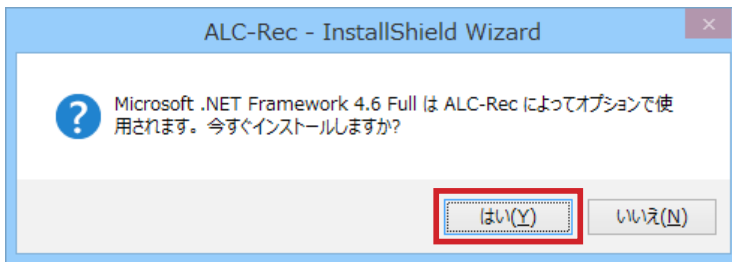 ALC-Rec - InstallShield Wizard
Microsoft .NET Framework 4.6 Full は ALC-Rec によってオプションで使
用されます。今すぐインストールしますか?
はい(Y)
いいえ(N)